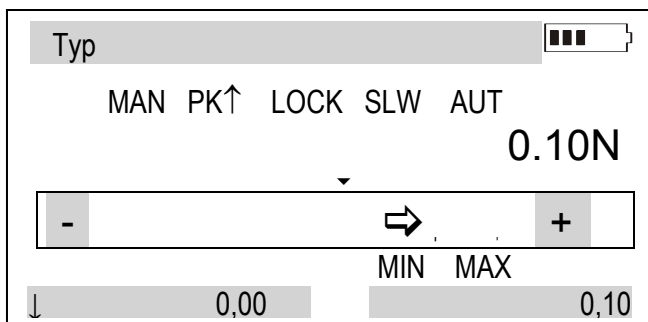 Typ
MAN PK↑ LOCK SLW AUT
0.10N
- +
MIN MAX
↓ 0,00 0,10